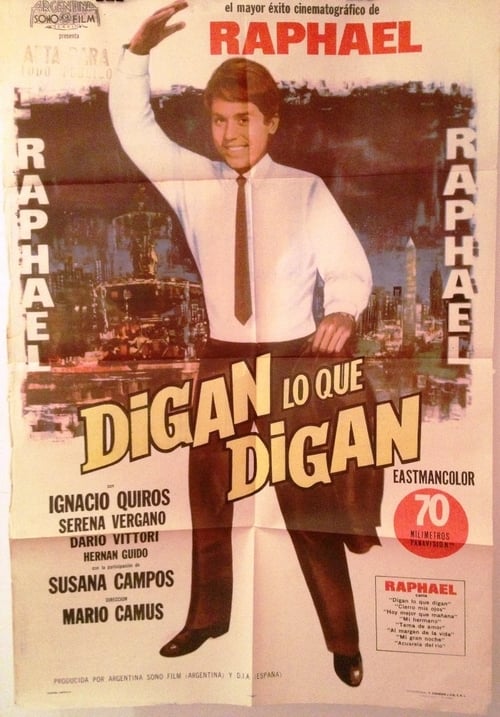 ARGENTINA
SONO FILM
presenta
el mayor éxito cinematográfico de
RAPHAEL
APTA PARA
TODO PUBLICO
RAPHAEL
RAPHAEL
DiGAN LO QUE
DiGAN
EASTMANCOLOR
70
MILIMETROS
PANAVISION
con
IGNACIO QUIROS
SERENA VERGANO
DARIO VITTORI
HERNAN GUIDO
con la participación de
SUSANA CAMPOS
DIRECCION
MARIO CAMUS
RAPHAEL
canta
"Digan lo que digan"
"Cierro mis ojos"
"Hoy mejor que mañana"
"Mi hermano"
"Tema de amor"
"Al margen de la vida"
"Mi gran noche"
"Acuarela del río"
PRODUCIDA POR ARGENTINA SONO FILM (ARGENTINA) Y D.I.A. (ESPAÑA)